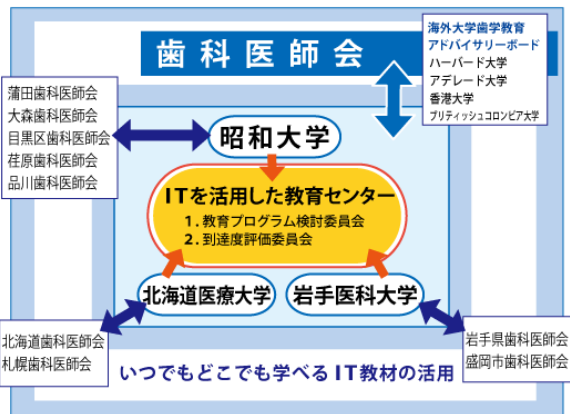 海外大学歯学教育
アドバイザリーボード
ハーバード大学
アデレード大学
香港大学
ブリティッシュコロンビア大学
歯科医師会
蒲田歯科医師会
大森歯科医師会
目黒区歯科医師会
荏原歯科医師会
品川歯科医師会
昭和大学
ITを活用した教育センター
1. 教育プログラム検討委員会
2. 到達度評価委員会
北海道医療大学
岩手医科大学
北海道歯科医師会
札幌歯科医師会
岩手県歯科医師会
盛岡市歯科医師会
いつでもどこでも学べるIT教材の活用